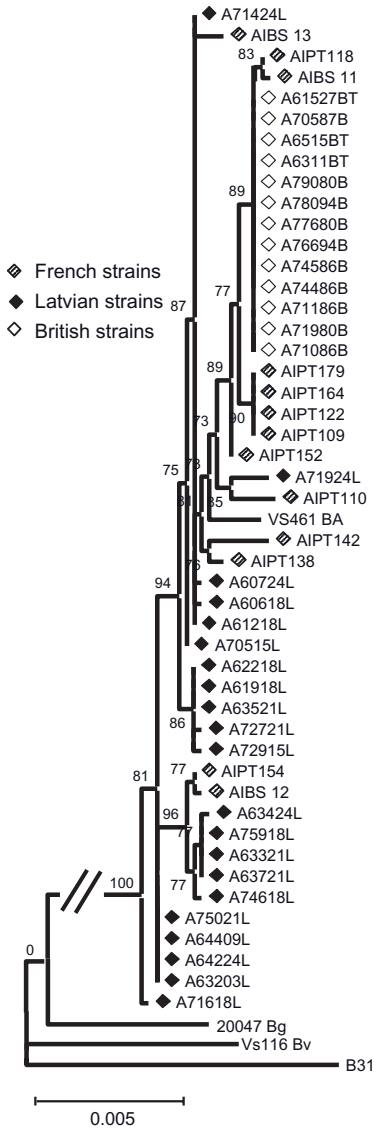 A71424L
AIBS 13
83
AIPT118
AIBS 11
A61527BT
A70587B
A6515BT
A6311BT
A79080B
89
A78094B
A77680B
A76694B
A74586B
77
A74486B
A71186B
A71980B
A71086B
French strains
Latvian strains
British strains
87
89
AIPT179
AIPT164
AIPT122
90
AIPT109
73
AIPT152
75
73
A71924L
81
85
AIPT110
VS461 BA
AIPT142
AIPT138
76
94
A60724L
A60618L
A61218L
A70515L
A62218L
A61918L
A63521L
86
A72721L
A72915L
77
AIPT154
81
AIBS 12
96
A63424L
77
A75918L
A63321L
100
77
A63721L
A74618L
A75021L
A64409L
0
A64224L
A63203L
A71618L
20047 Bg
Vs116 Bv
B31
0.005